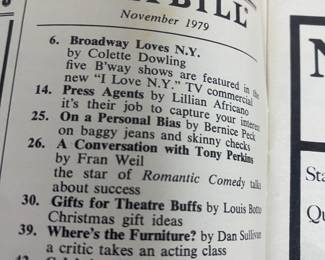 BILL
November 1979
6. Broadway Loves N.Y.
by Colette Dowling
five B'way shows are featured in the
new "I Love N.Y." TV commercial
14. Press Agents by Lillian Africano
it's their job to capture your interest
25. On a Personal Bias by Bernice Peck
on baggy jeans and skinny checks
26. A Conversation with Tony Perkins
by Fran Weil
the star of Romantic Comedy talks
about success
30. Gifts for Theatre Buffs by Louis Botto
Christmas gift ideas
39. Where's the Furniture? by Dan Sullivan
a critic takes an acting class